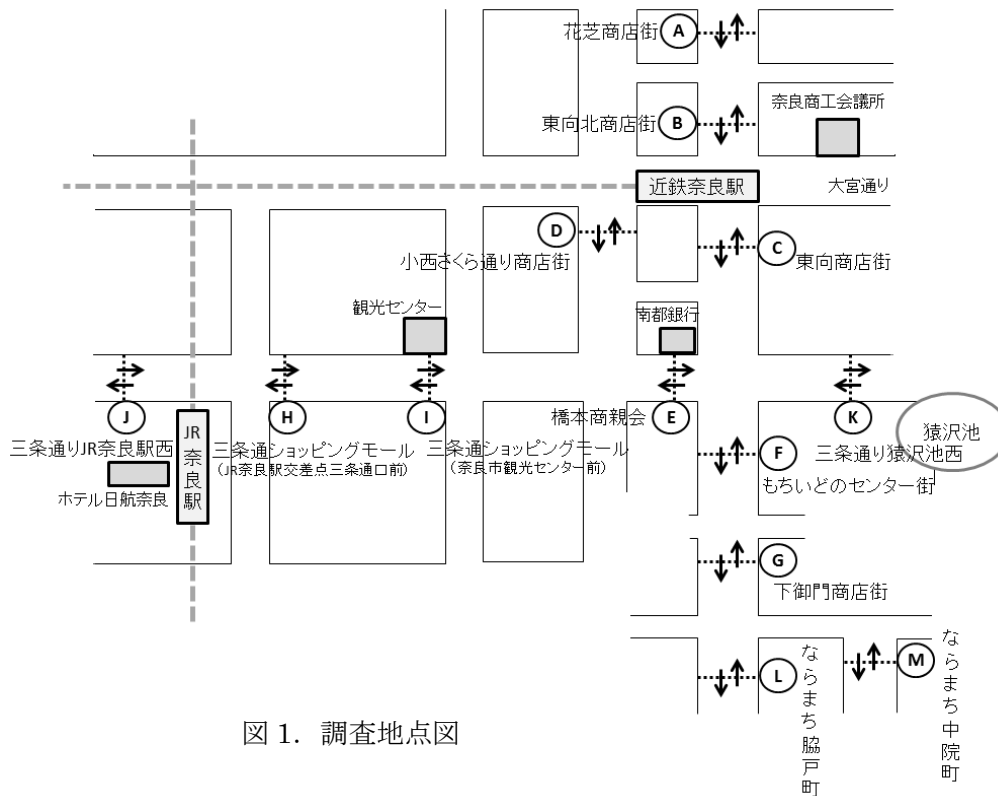 花芝商店街
A
奈良商工会議所
東向北商店街
B
近鉄奈良駅
大宮通り
D
小西さくら通り商店街
C
東向商店街
観光センター
南都銀行
J
H
I
橋本商親会
E
K
猿沢池
三条通りJR奈良駅西
JR奈良駅
三条通ショッピングモール
(JR奈良駅交差点三条通口前)
三条通ショッピングモール
(奈良市観光センター前)
F
三条通り猿沢池西
もちいどのセンター街
ホテル日航奈良
G
下御門商店街
L
ならまち脇戸町
M
ならまち中院町
図 1. 調査地点図